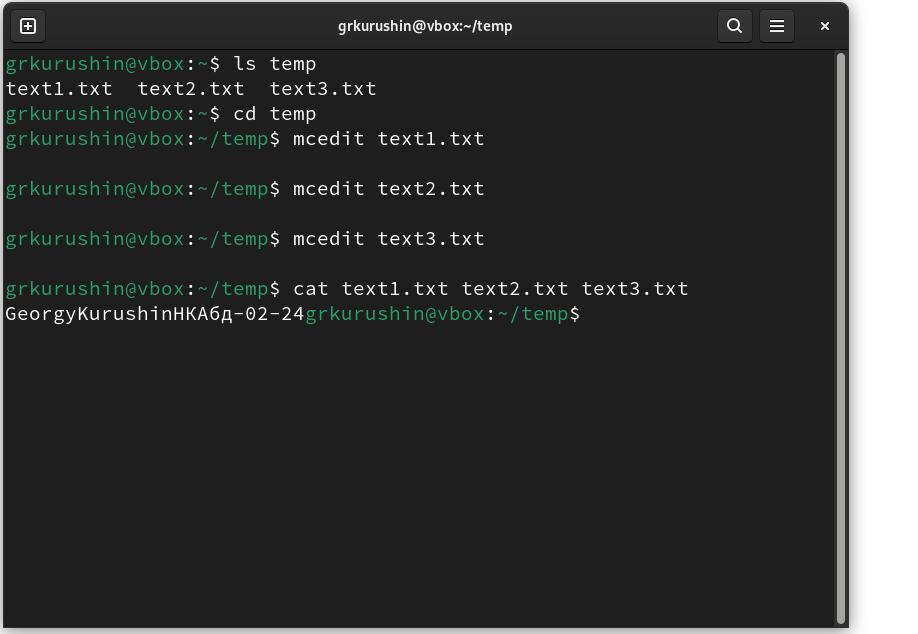 grkurushin@vbox:~/temp
grkurushin@vbox:~$ ls temp
text1.txt  text2.txt  text3.txt
grkurushin@vbox:~$ cd temp
grkurushin@vbox:~/temp$ mcedit text1.txt
grkurushin@vbox:~/temp$ mcedit text2.txt
grkurushin@vbox:~/temp$ mcedit text3.txt
grkurushin@vbox:~/temp$ cat text1.txt text2.txt text3.txt
GeorgyKurushinНКАбд-02-24grkurushin@vbox:~/temp$